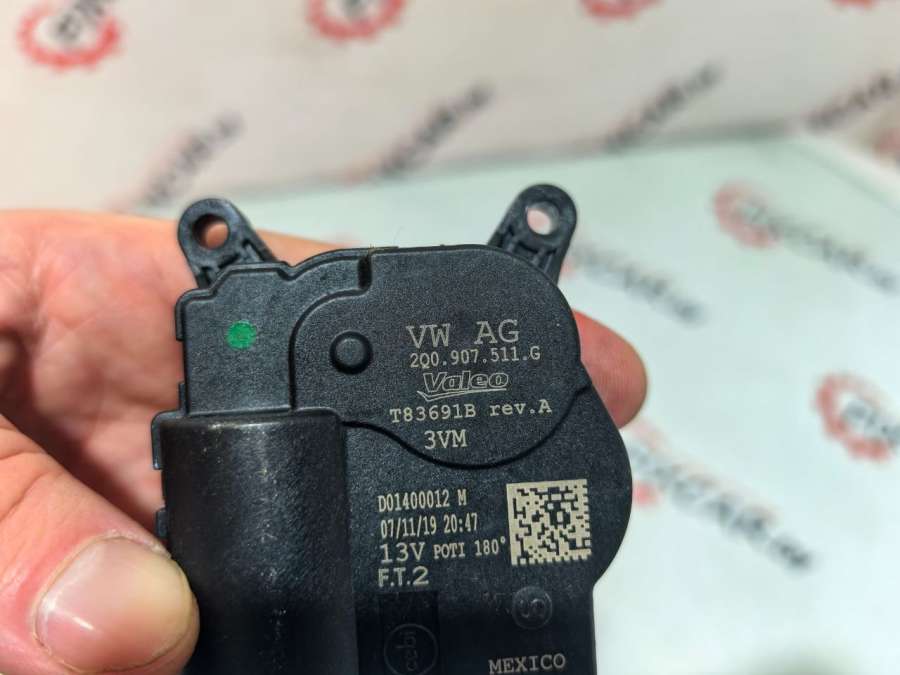 VW AG
2Q0.907.511.G
Valeo
T83691B rev.A
3VM
D01400012 M
07/11/19 20:47
13V POTI 180°
F.T.2
S
MEXICO